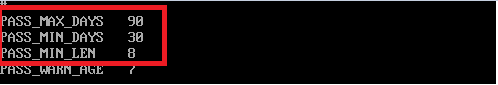 #
PASS_MAX_DAYS 90
PASS_MIN_DAYS 30
PASS_MIN_LEN 8
PASS_WARN_AGE 7